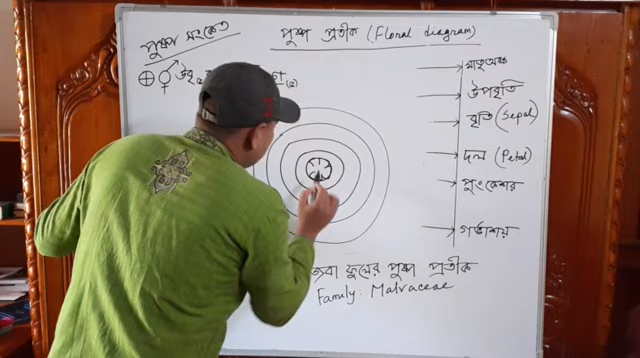 পুষ্প সংকেত
পুষ্প প্রতীক (Floral diagram)
মাতৃঅক্ষ
উপবৃতি
বৃতি (Sepal)
দল (Petal)
পুংকেশর
গর্ভাশয়
জবা ফুলের পুষ্প প্রতীক
Family: Malvaceae